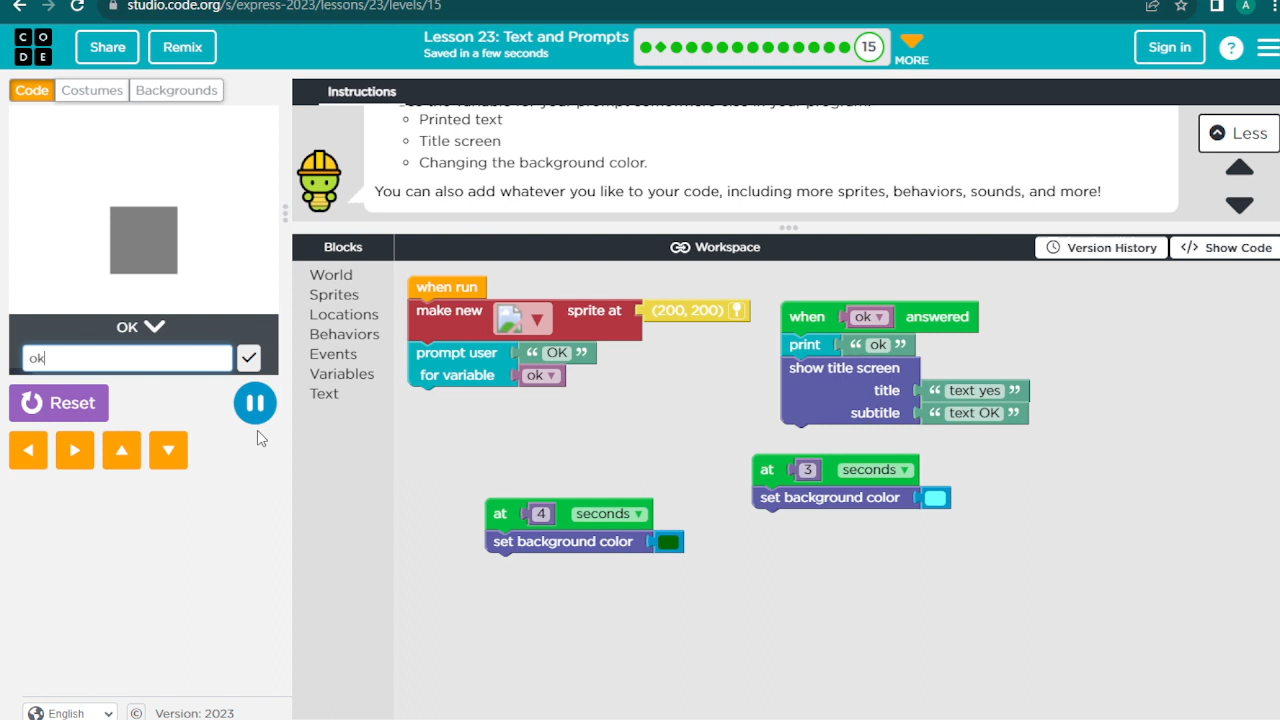 studio.code.org/s/express-2023/lessons/23/levels/15
A
CO
DE
Share
Remix
Lesson 23: Text and Prompts
Saved in a few seconds
15
MORE
Sign in
?
Code
Costumes
Backgrounds
Instructions
Printed text
Title screen
Changing the background color.
You can also add whatever you like to your code, including more sprites, behaviors, sounds, and more!
Less
Blocks
Workspace
Version History
</> Show Code
World
Sprites
Locations
Behaviors
Events
Variables
Text
when run
make new sprite at (200, 200)
prompt user “ OK ”
for variable ok
when ok answered
print “ ok ”
show title screen
title “ text yes ”
subtitle “ text OK ”
at 3 seconds
set background color
at 4 seconds
set background color
OK
ok
Reset
English
©
Version: 2023